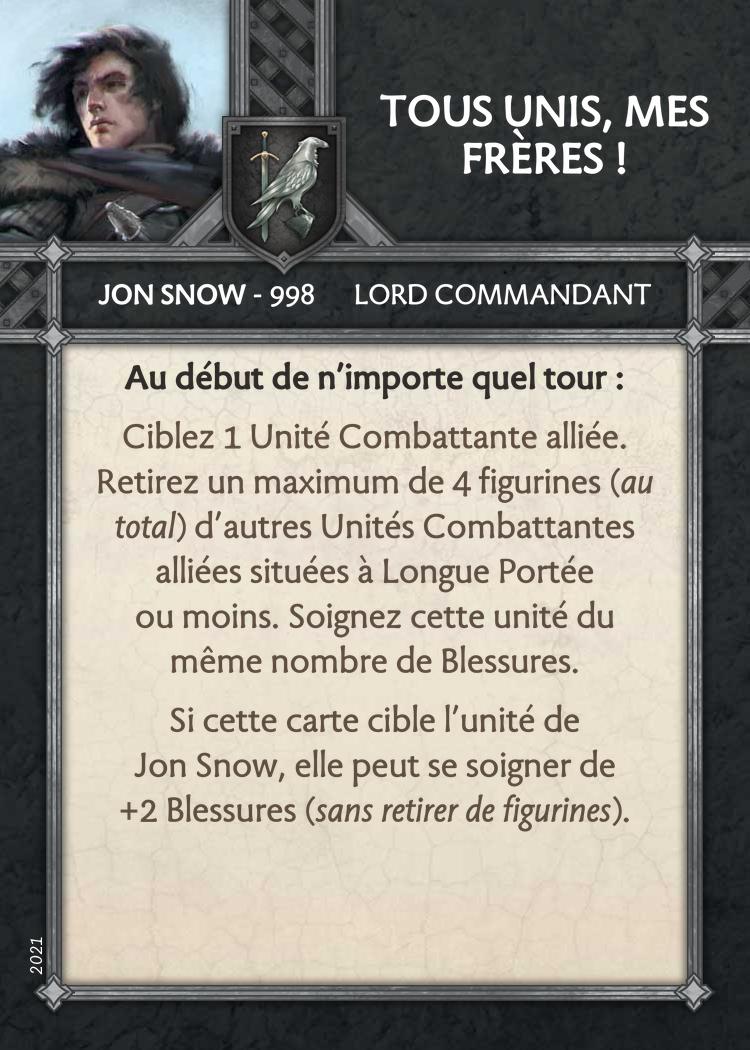 TOUS UNIS, MES
FRÈRES !
JON SNOW - 998 LORD COMMANDANT
Au début de n’importe quel tour :
Ciblez 1 Unité Combattante alliée.
Retirez un maximum de 4 figurines (au
total) d’autres Unités Combattantes
alliées situées à Longue Portée
ou moins. Soignez cette unité du
même nombre de Blessures.
Si cette carte cible l’unité de
Jon Snow, elle peut se soigner de
+2 Blessures (sans retirer de figurines).
2021